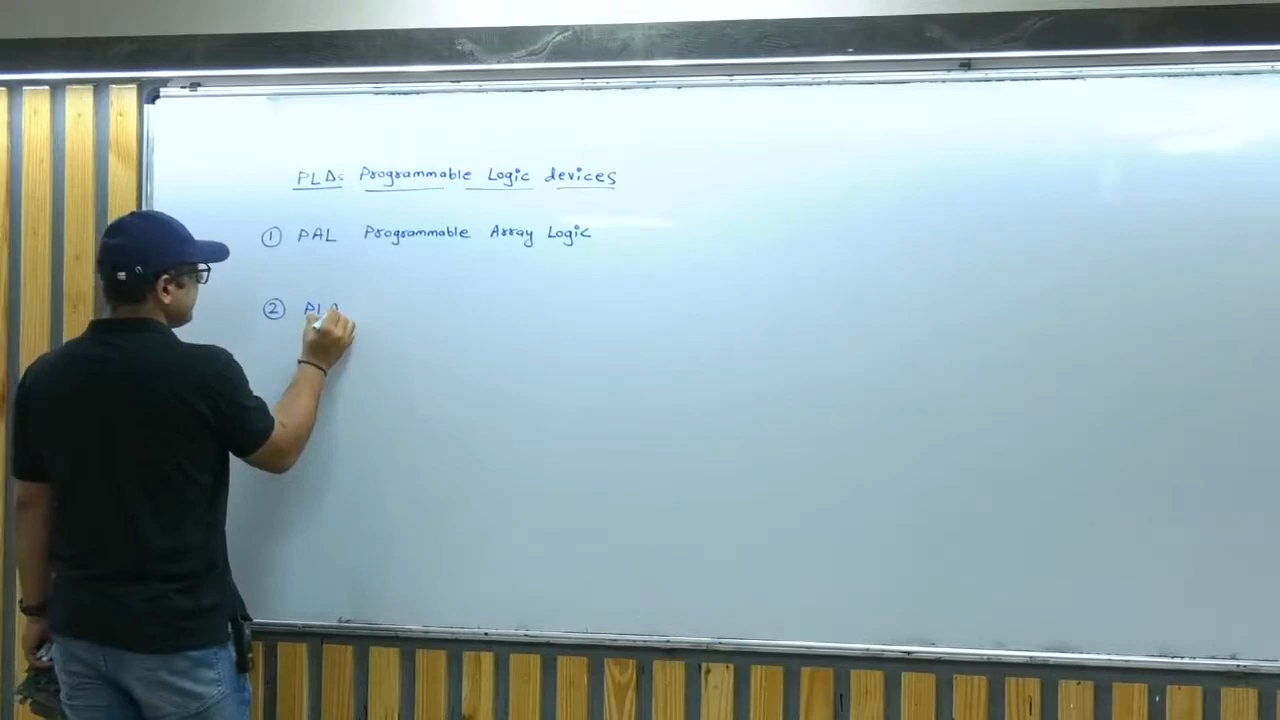 PLDs Programmable Logic devices
① PAL Programmable Array Logic
② PLA